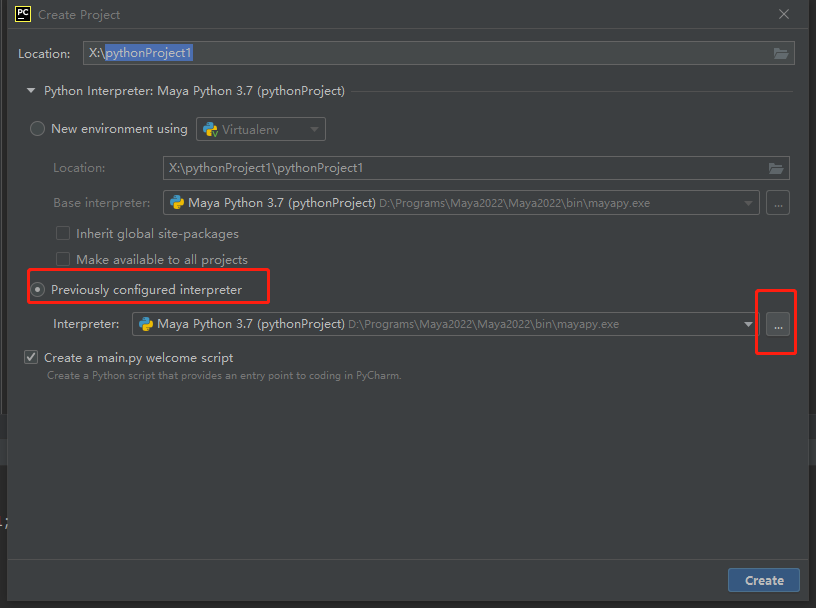 PC Create Project
Location: X:\pythonProject1
Python Interpreter: Maya Python 3.7 (pythonProject)
New environment using Virtualenv
Location: X:\pythonProject1\pythonProject1
Base interpreter: Maya Python 3.7 (pythonProject) D:\Programs\Maya2022\Maya2022\bin\mayapy.exe ...
Inherit global site-packages
Make available to all projects
Previously configured interpreter
Interpreter: Maya Python 3.7 (pythonProject) D:\Programs\Maya2022\Maya2022\bin\mayapy.exe ...
Create a main.py welcome script
Create a Python script that provides an entry point to coding in PyCharm.
Create